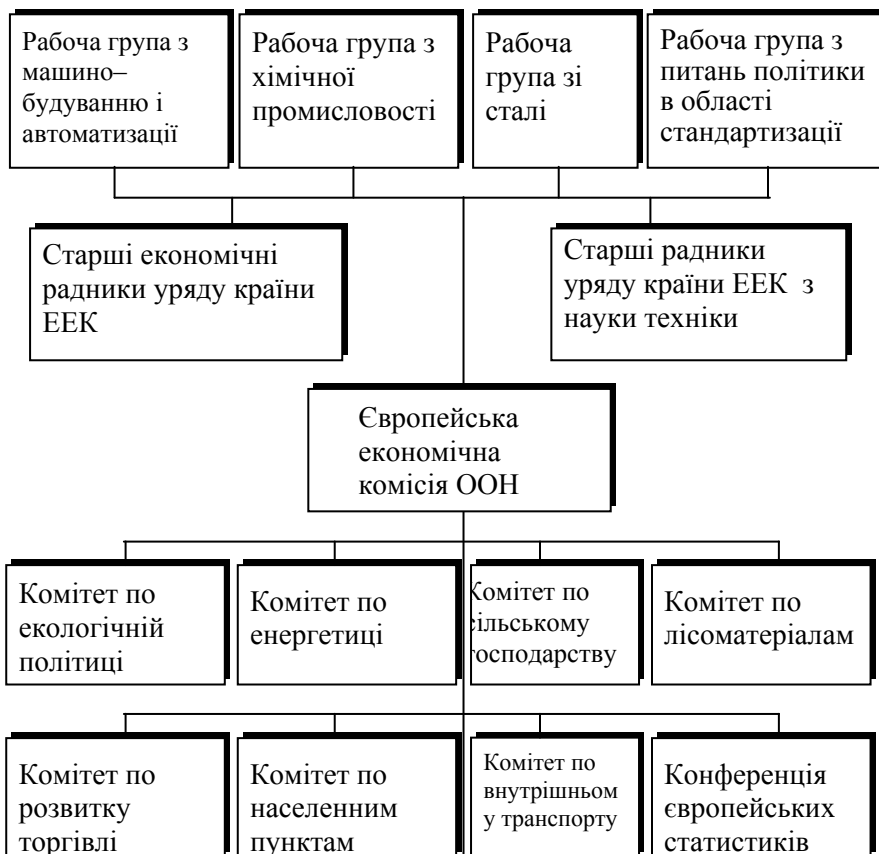 Рабоча група з
машино–
будуванню і
автоматизації
Рабоча група з
хімічної
промисловості
Рабоча
група зі
сталі
Рабоча група з
питань політики
в області
стандартизації
Старші економічні
радники уряду країни
ЕЕК
Старші радники
уряду країни ЕЕК з
науки техніки
Європейська
економічна
комісія ООН
Комітет по
екологічній
політиці
Комітет по
енергетиці
Комітет по
сільському
господарству
Комітет по
лісоматеріалам
Комітет по
розвитку
торгівлі
Комітет по
населенним
пунктам
Комітет по
внутрішньом
у транспорту
Конференція
європейських
статистиків